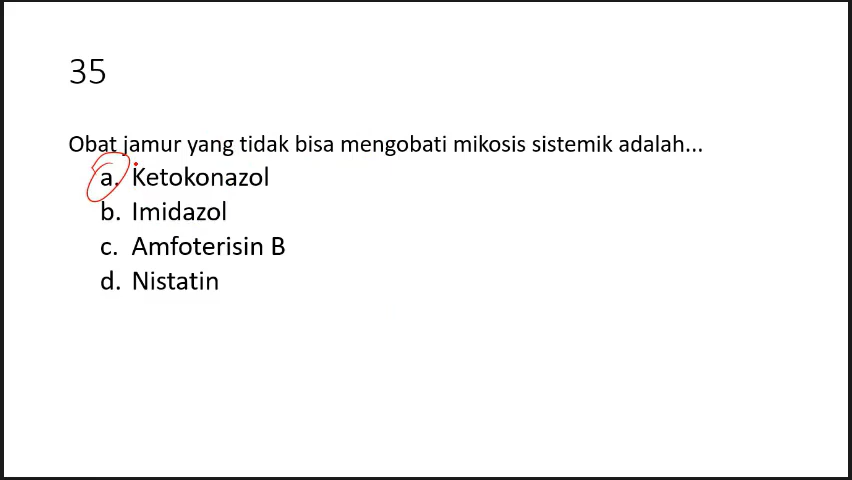 35
Obat jamur yang tidak bisa mengobati mikosis sistemik adalah...
a. Ketokonazol
b. Imidazol
c. Amfoterisin B
d. Nistatin